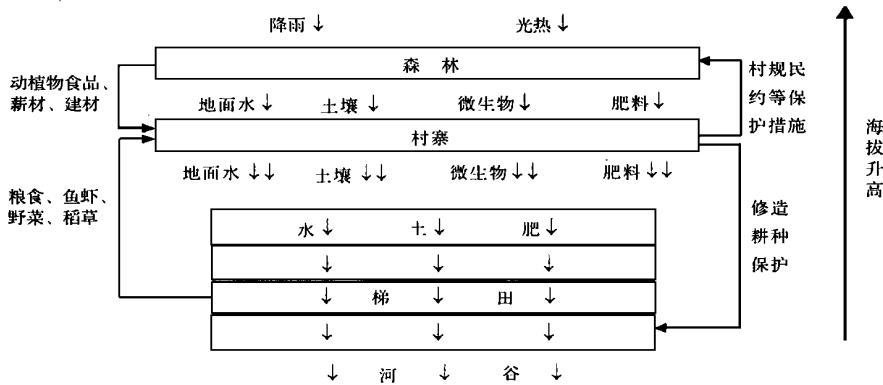 降雨↓ 光热↓
森 林
动植物食品、
薪材、建材
村规民
约等保
护措施
地面水↓ 土壤↓ 微生物↓ 肥料↓
村寨
地面水↓↓ 土壤↓↓ 微生物↓↓ 肥料↓↓
海拔升高
粮食、鱼虾、
野菜、稻草
修造
耕种
保护
水↓ 土↓ 肥↓
↓ ↓ ↓
↓ 梯 ↓ 田 ↓
↓ ↓ ↓
↓ 河 ↓ 谷 ↓